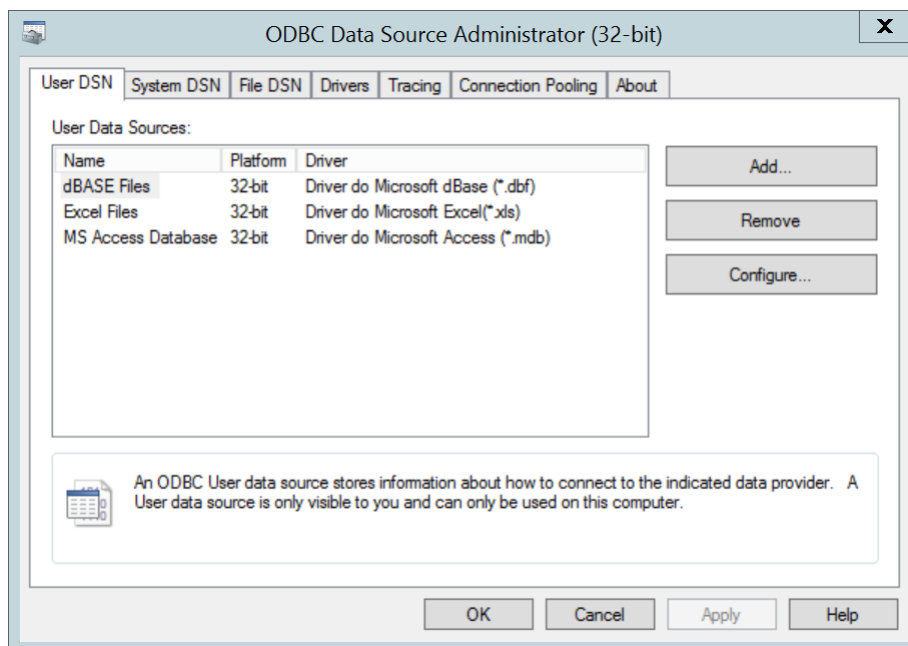 ODBC Data Source Administrator (32-bit)
X
User DSN System DSN File DSN Drivers Tracing Connection Pooling About
User Data Sources:
Name Platform Driver
dBASE Files 32-bit Driver do Microsoft dBase (*.dbf)
Excel Files 32-bit Driver do Microsoft Excel(*.xls)
MS Access Database 32-bit Driver do Microsoft Access (*.mdb)
Add...
Remove
Configure...
An ODBC User data source stores information about how to connect to the indicated data provider. A
User data source is only visible to you and can only be used on this computer.
OK Cancel Apply Help